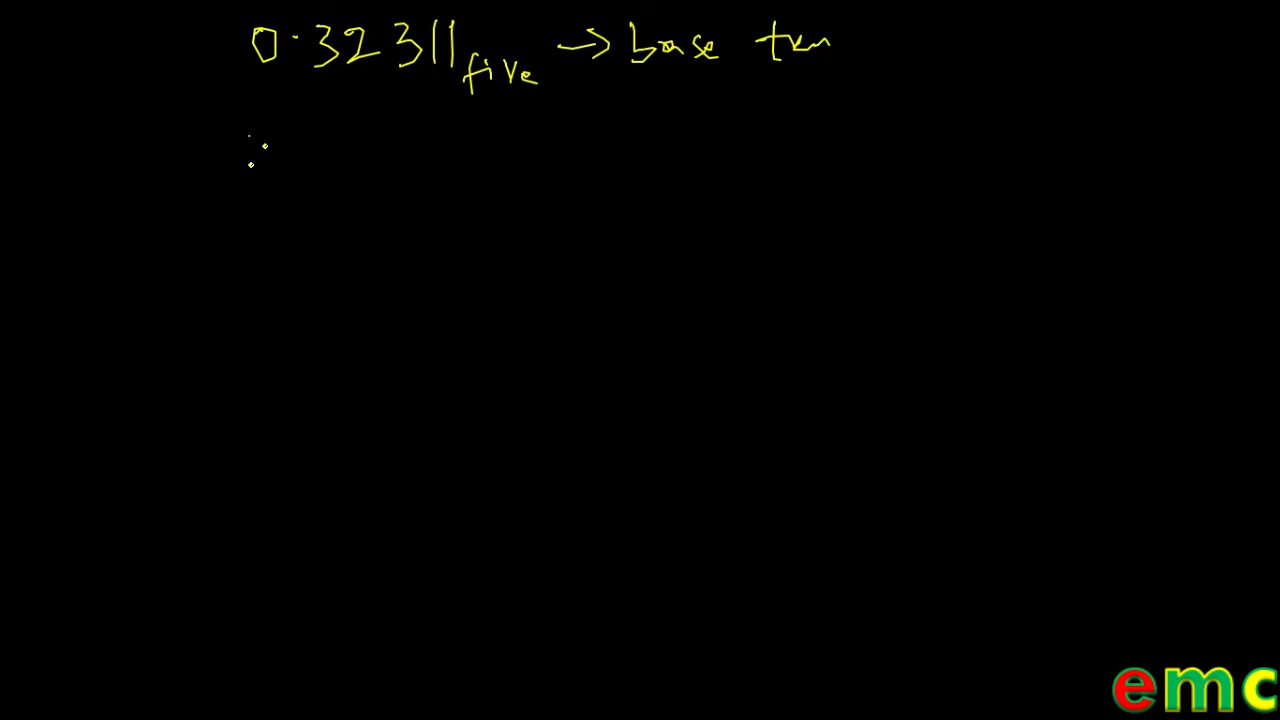 0.32311five → base ten
∴
emc